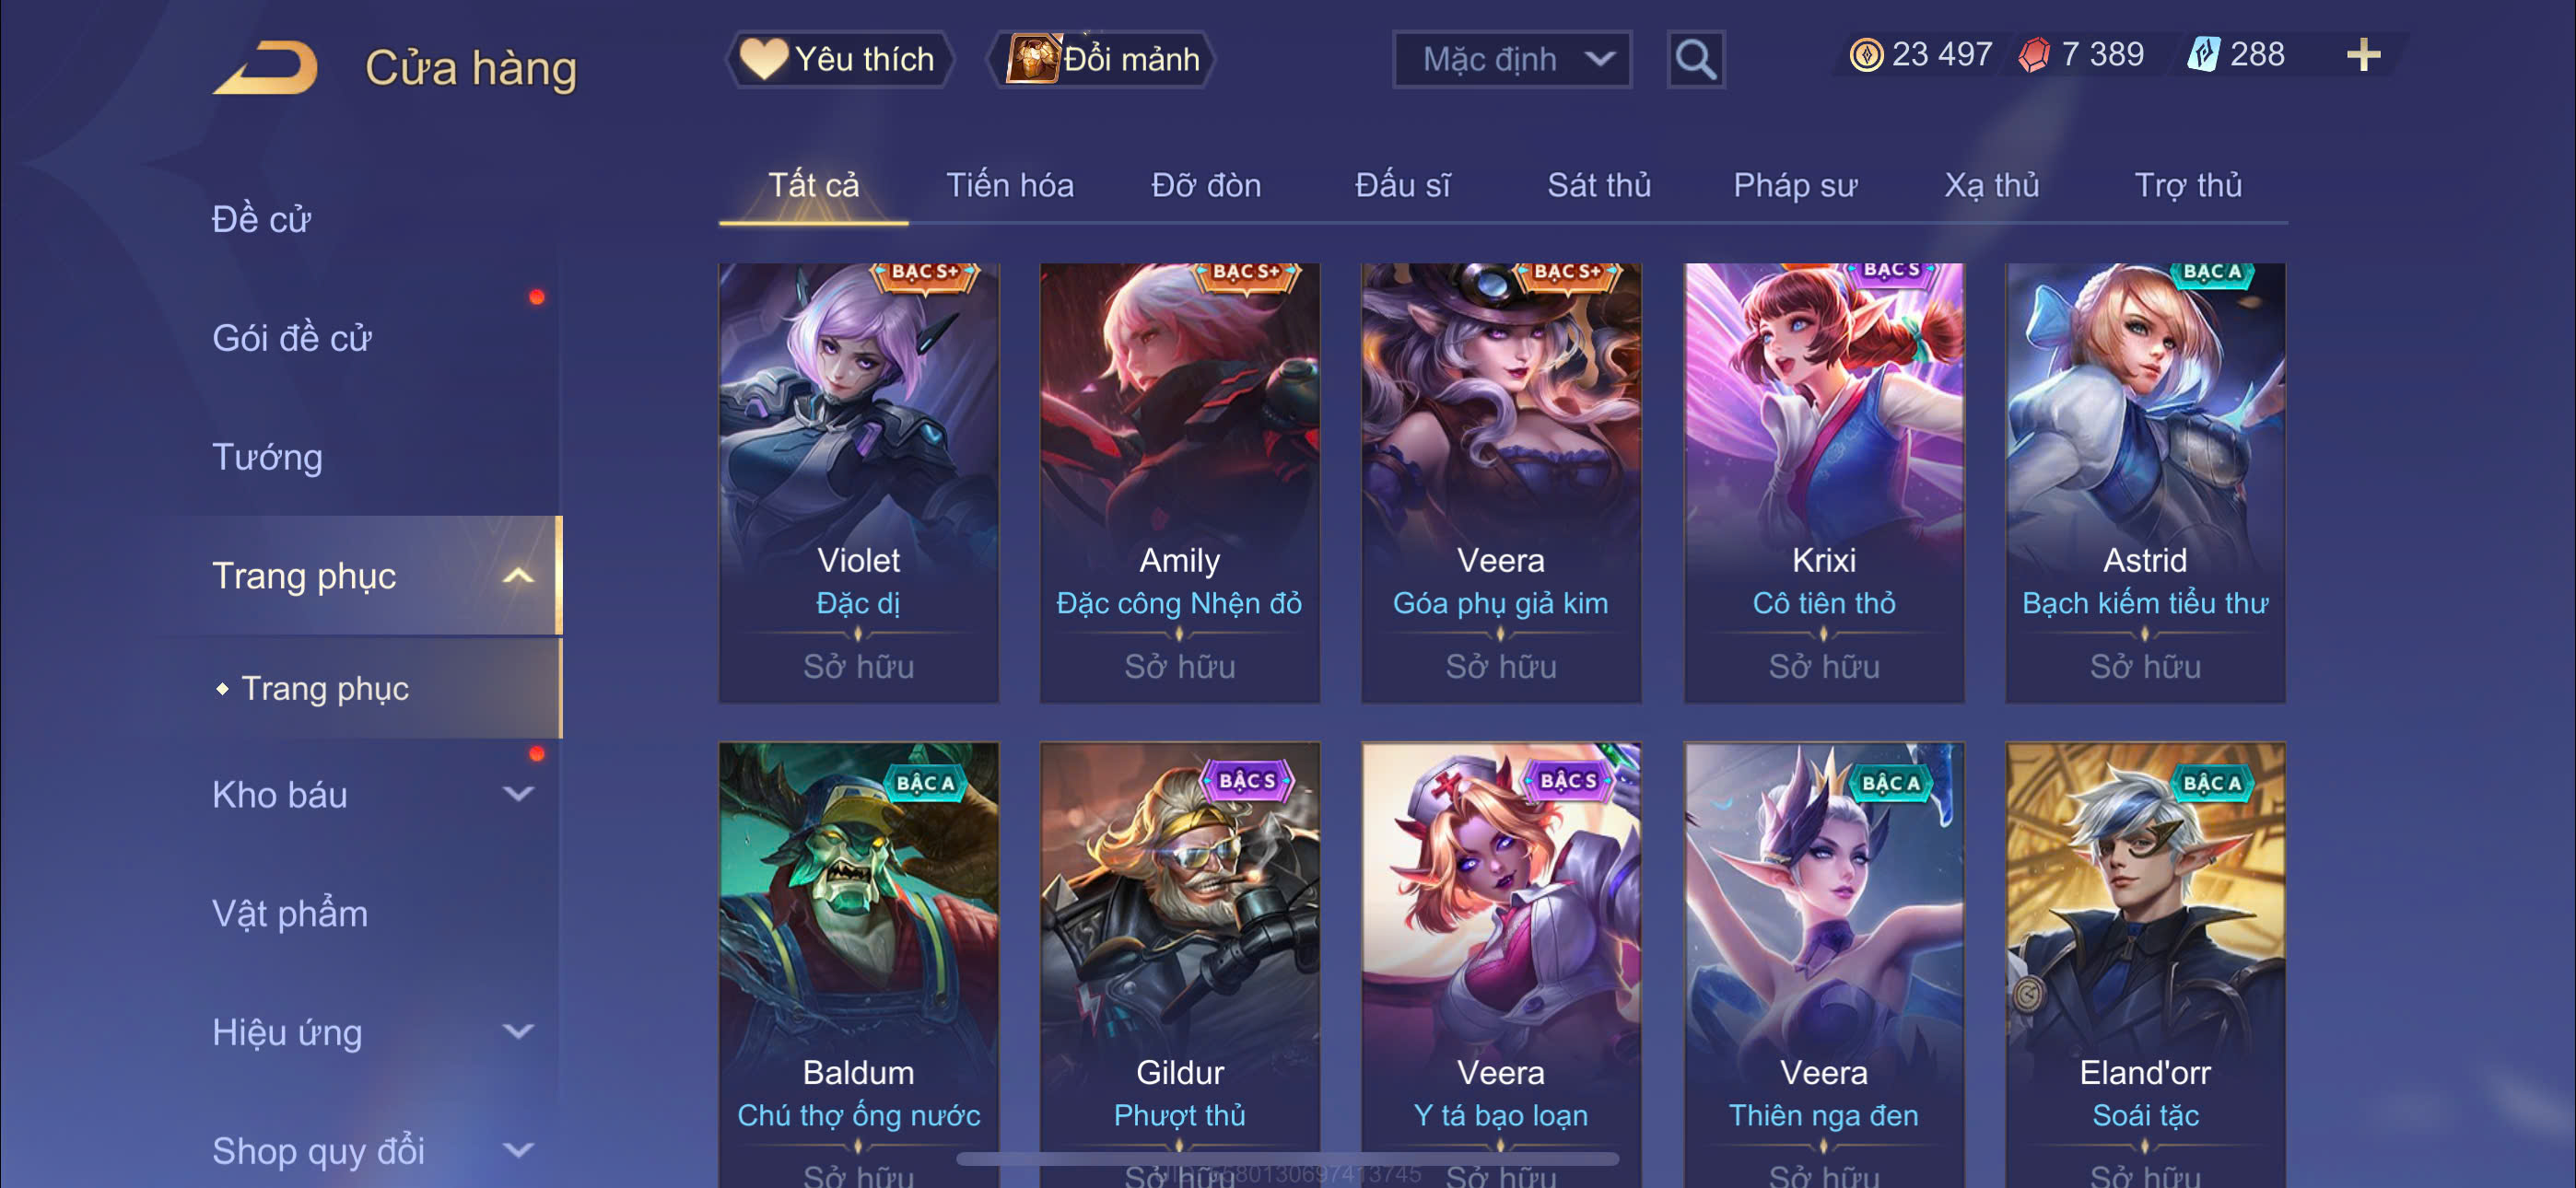 Cửa hàng
Yêu thích
Đổi mảnh
Mặc định
23 497
7 389
288
Tất cả
Tiến hóa
Đỡ đòn
Đấu sĩ
Sát thủ
Pháp sư
Xạ thủ
Trợ thủ
Đề cử
Gói đề cử
Tướng
Trang phục
Trang phục
Kho báu
Vật phẩm
Hiệu ứng
Shop quy đổi
BẬC S+
Violet
Đặc dị
Sở hữu
BẬC S+
Amily
Đặc công Nhện đỏ
Sở hữu
BẬC S+
Veera
Góa phụ giả kim
Sở hữu
BẬC S
Krixi
Cô tiên thỏ
Sở hữu
BẬC A
Astrid
Bạch kiếm tiểu thư
Sở hữu
BẬC A
Baldum
Chú thợ ống nước
Sở hữu
BẬC S
Gildur
Phượt thủ
Sở hữu
BẬC S
Veera
Y tá bạo loạn
Sở hữu
BẬC A
Veera
Thiên nga đen
Sở hữu
BẬC A
Eland'orr
Soái tặc
Sở hữu